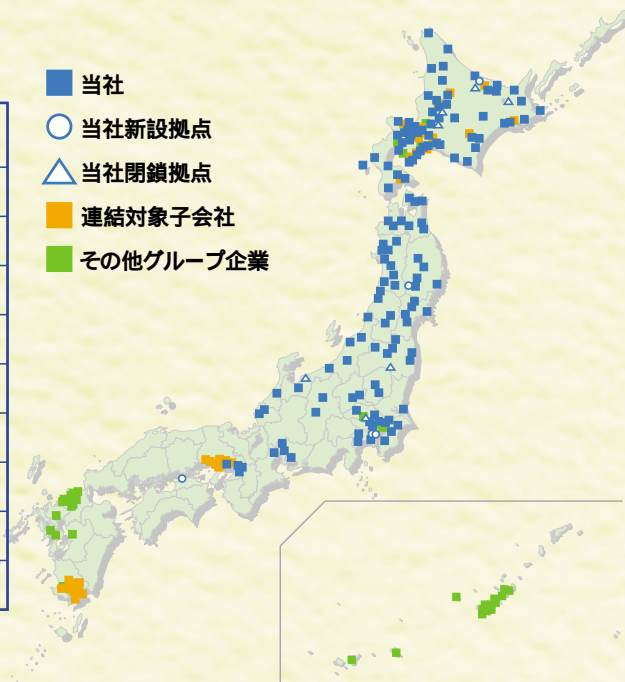 当社
当社新設拠点
当社閉鎖拠点
連結対象子会社
その他グループ企業